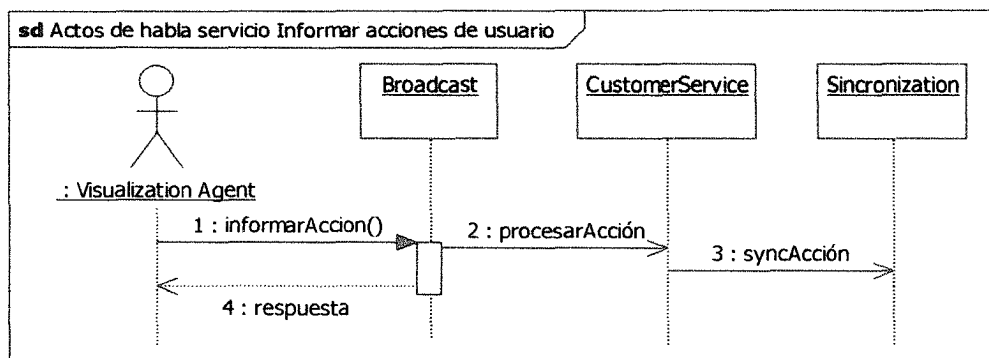 sd Actos de habla servicio Informar acciones de usuario
Broadcast
CustomerService
Sincronization
: Visualization Agent
1 : informarAccion()
2 : procesarAcción
3 : syncAcción
4 : respuesta